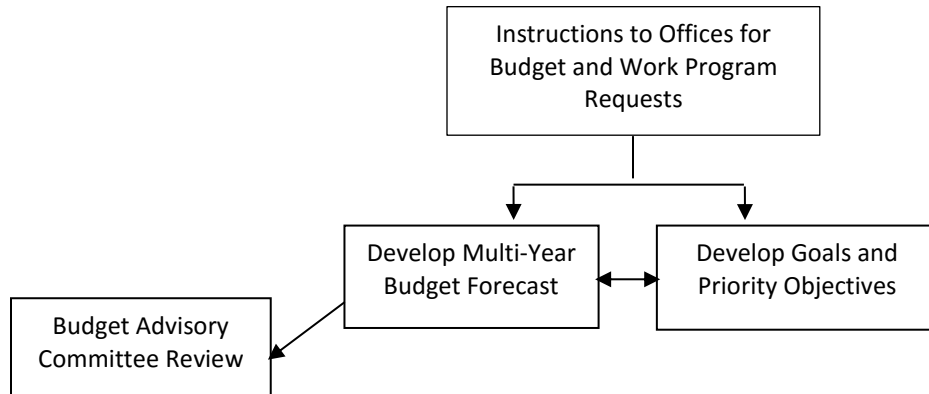 Instructions to Offices for
Budget and Work Program
Requests
Develop Multi-Year
Budget Forecast
Develop Goals and
Priority Objectives
Budget Advisory
Committee Review